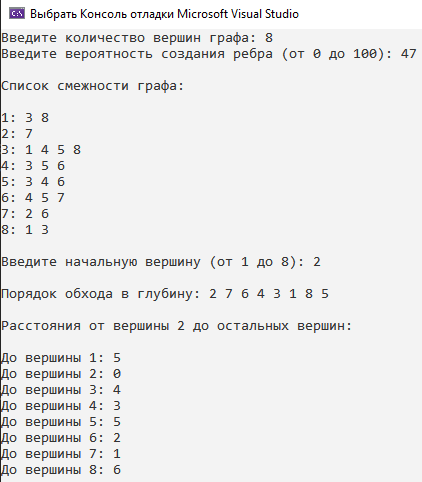 Выбрать Консоль отладки Microsoft Visual Studio
Введите количество вершин графа: 8
Введите вероятность создания ребра (от 0 до 100): 47
Список смежности графа:
1: 3 8
2: 7
3: 1 4 5 8
4: 3 5 6
5: 3 4 6
6: 4 5 7
7: 2 6
8: 1 3
Введите начальную вершину (от 1 до 8): 2
Порядок обхода в глубину: 2 7 6 4 3 1 8 5
Расстояния от вершины 2 до остальных вершин:
До вершины 1: 5
До вершины 2: 0
До вершины 3: 4
До вершины 4: 3
До вершины 5: 5
До вершины 6: 2
До вершины 7: 1
До вершины 8: 6